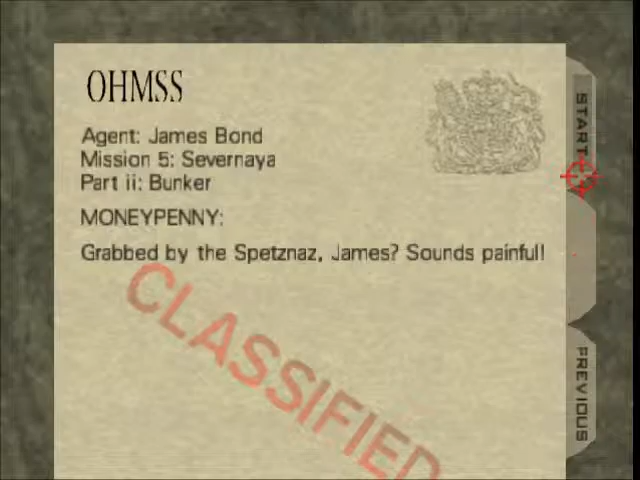 OHMSS
Agent: James Bond
Mission 5: Severnaya
Part ii: Bunker
MONEYPENNY:
Grabbed by the Spetznaz, James? Sounds painful!
CLASSIFIED
START
PREVIOUS